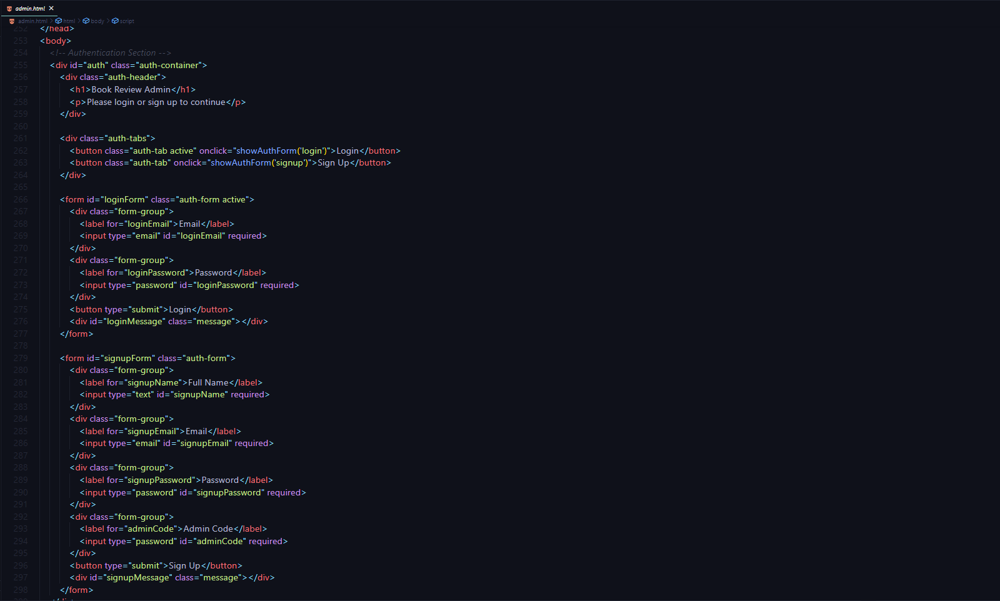 admin.html
admin.html > html > body > script
252 </head>
253 <body>
254 <!-- Authentication Section -->
255 <div id="auth" class="auth-container">
256 <div class="auth-header">
257 <h1>Book Review Admin</h1>
258 <p>Please login or sign up to continue</p>
259 </div>
260
261 <div class="auth-tabs">
262 <button class="auth-tab active" onclick="showAuthForm('login')">Login</button>
263 <button class="auth-tab" onclick="showAuthForm('signup')">Sign Up</button>
264 </div>
265
266 <form id="loginForm" class="auth-form active">
267 <div class="form-group">
268 <label for="loginEmail">Email</label>
269 <input type="email" id="loginEmail" required>
270 </div>
271 <div class="form-group">
272 <label for="loginPassword">Password</label>
273 <input type="password" id="loginPassword" required>
274 </div>
275 <button type="submit">Login</button>
276 <div id="loginMessage" class="message"></div>
277 </form>
278
279 <form id="signupForm" class="auth-form">
280 <div class="form-group">
281 <label for="signupName">Full Name</label>
282 <input type="text" id="signupName" required>
283 </div>
284 <div class="form-group">
285 <label for="signupEmail">Email</label>
286 <input type="email" id="signupEmail" required>
287 </div>
288 <div class="form-group">
289 <label for="signupPassword">Password</label>
290 <input type="password" id="signupPassword" required>
291 </div>
292 <div class="form-group">
293 <label for="adminCode">Admin Code</label>
294 <input type="password" id="adminCode" required>
295 </div>
296 <button type="submit">Sign Up</button>
297 <div id="signupMessage" class="message"></div>
298 </form>